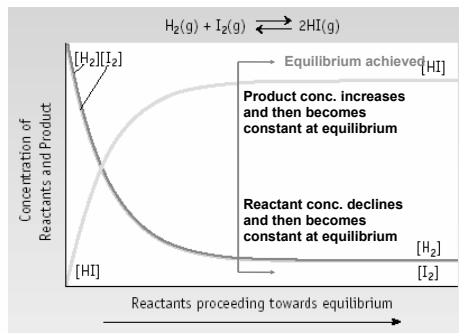 H₂(g) + I₂(g) ⇌ 2HI(g)
[H₂][I₂]
Equilibrium achieved
[HI]
Product conc. increases
and then becomes
constant at equilibrium
Concentration of
Reactants and Product
Reactant conc. declines
and then becomes
constant at equilibrium
[H₂]
[HI]
[I₂]
Reactants proceeding towards equilibrium